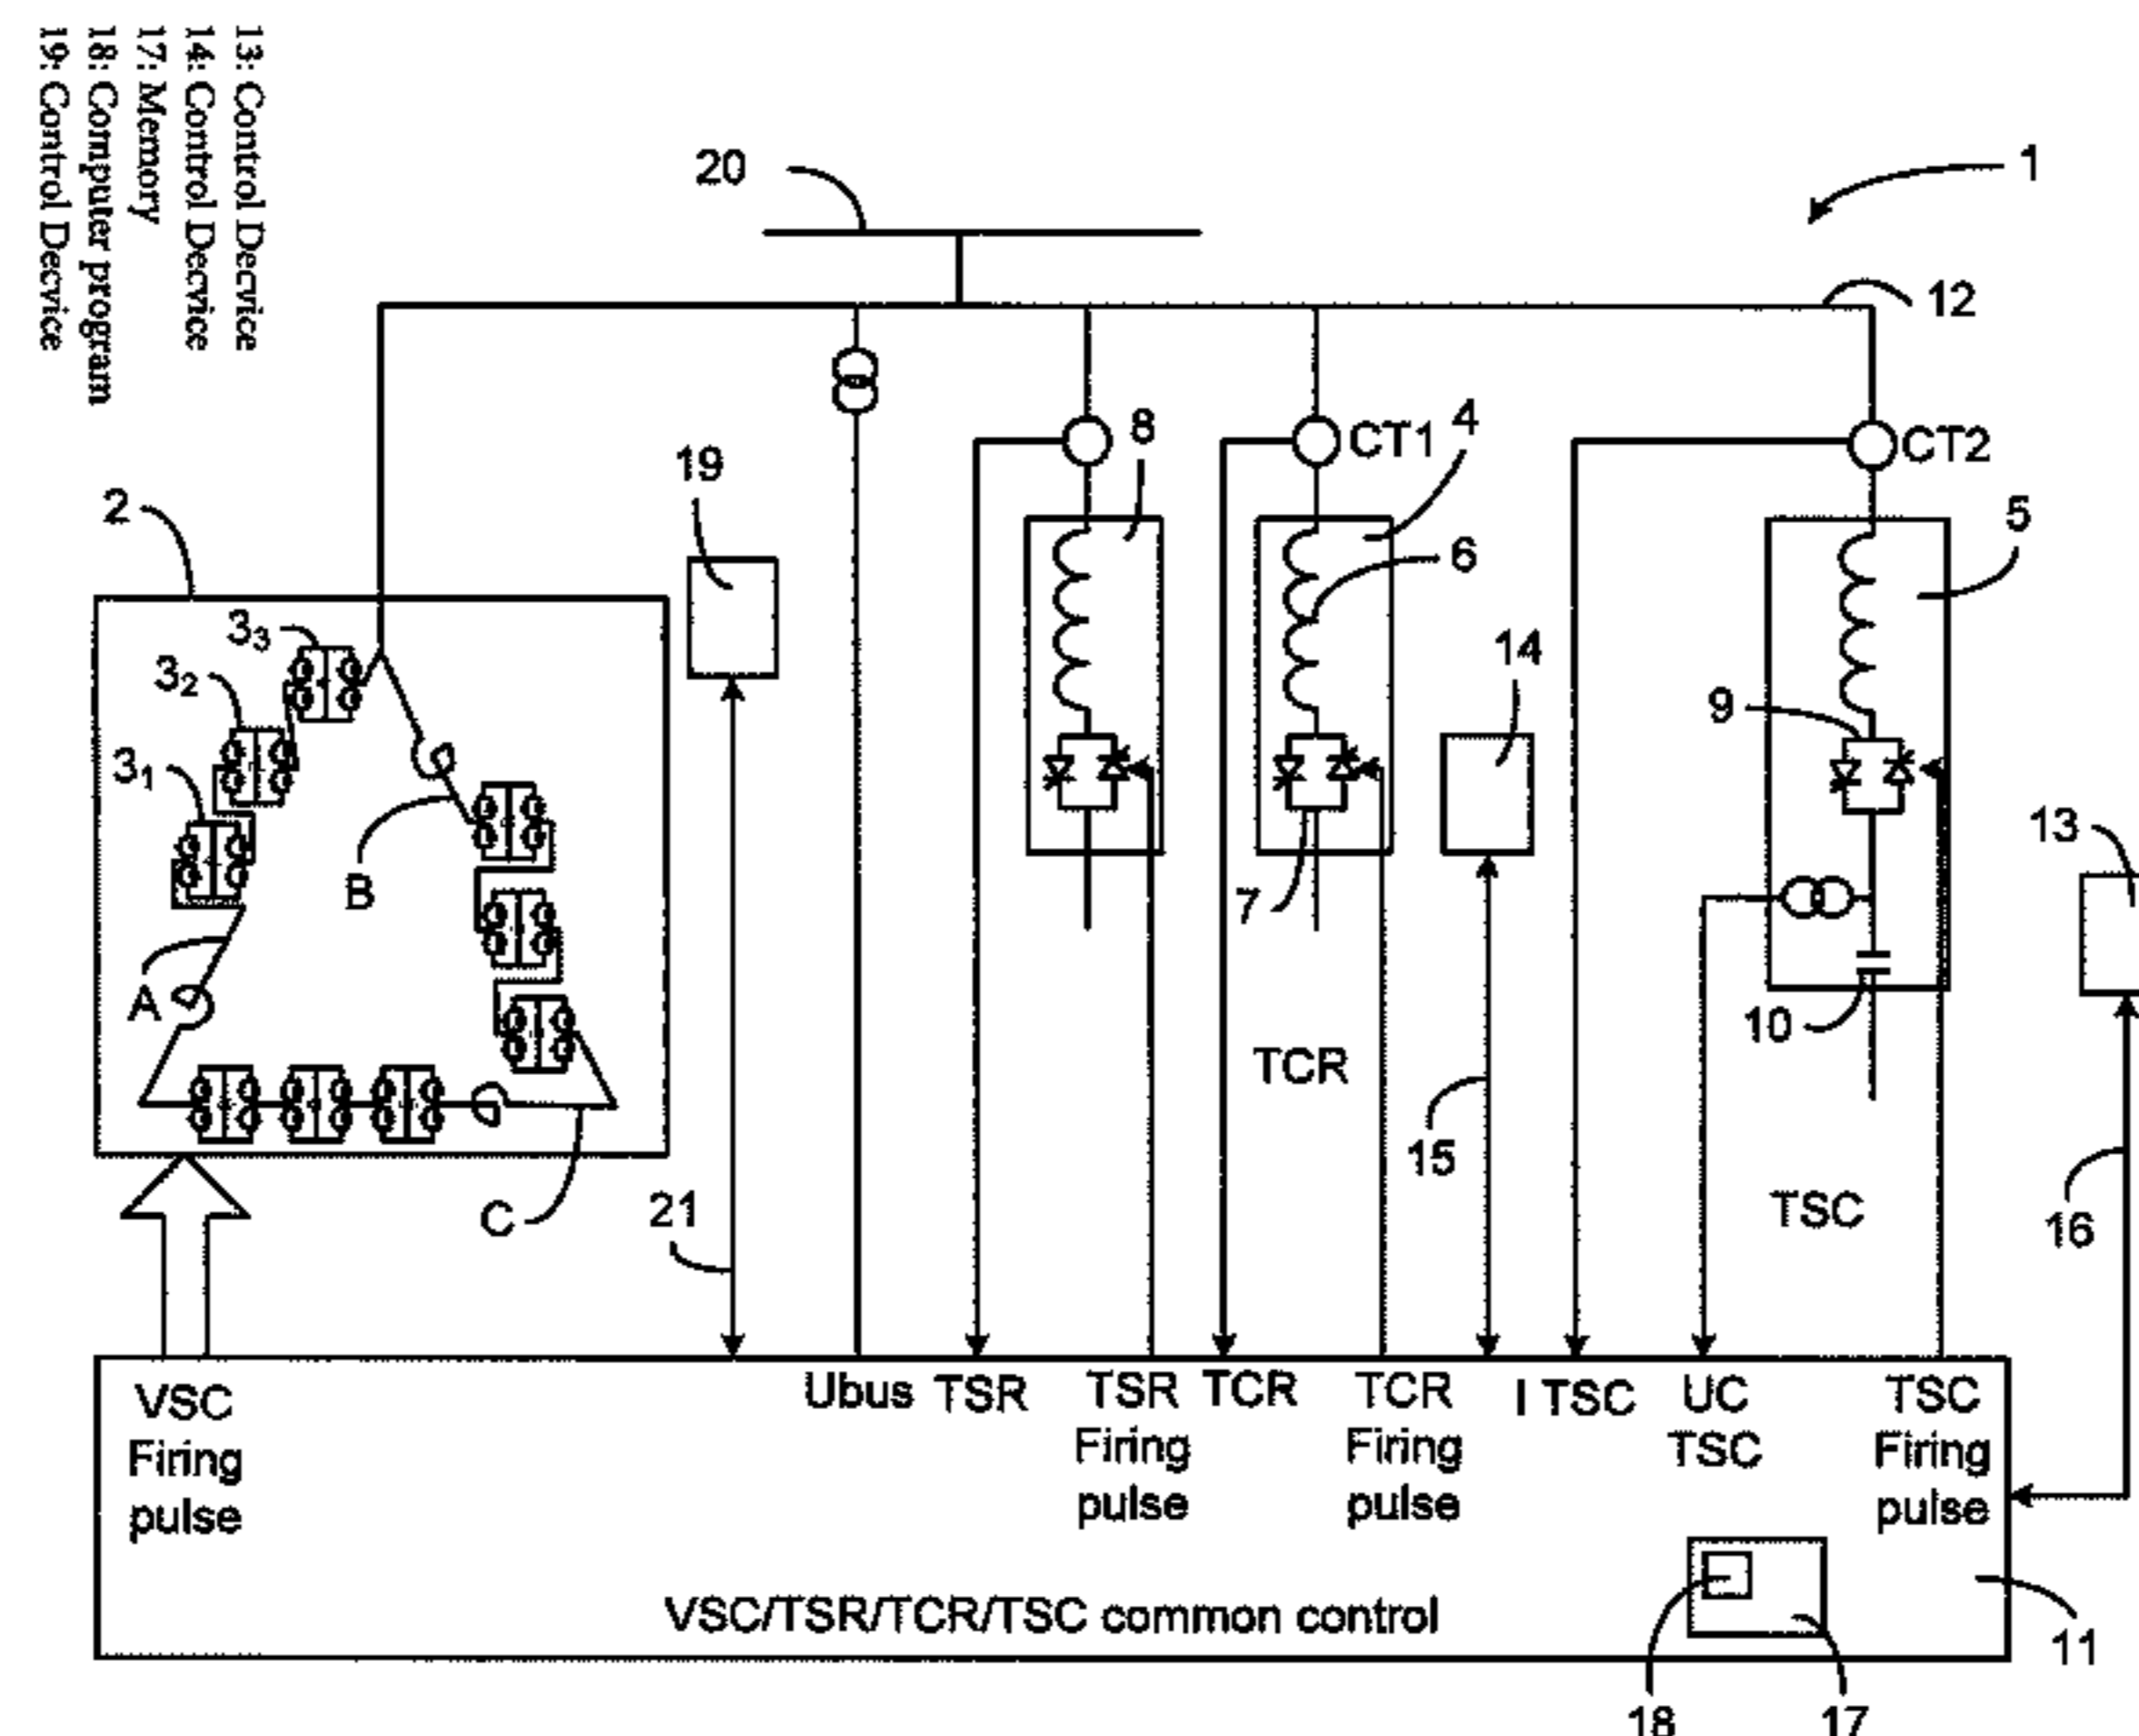 13: Control Decvice
14: Control Decvice
17: Memory
18: Computer program
19: Control Decvice
20
1
12
8
CT1
4
CT2
19
2
5
6
3₃
14
3₂
9
3₁
13
B
7
A
10
TCR
15
C
21
TSC
16
VSC Firing pulse
Ubus
TSR
TSR Firing pulse
TCR
TCR Firing pulse
I TSC
UC TSC
TSC Firing pulse
VSC/TSR/TCR/TSC common control
11
18
17